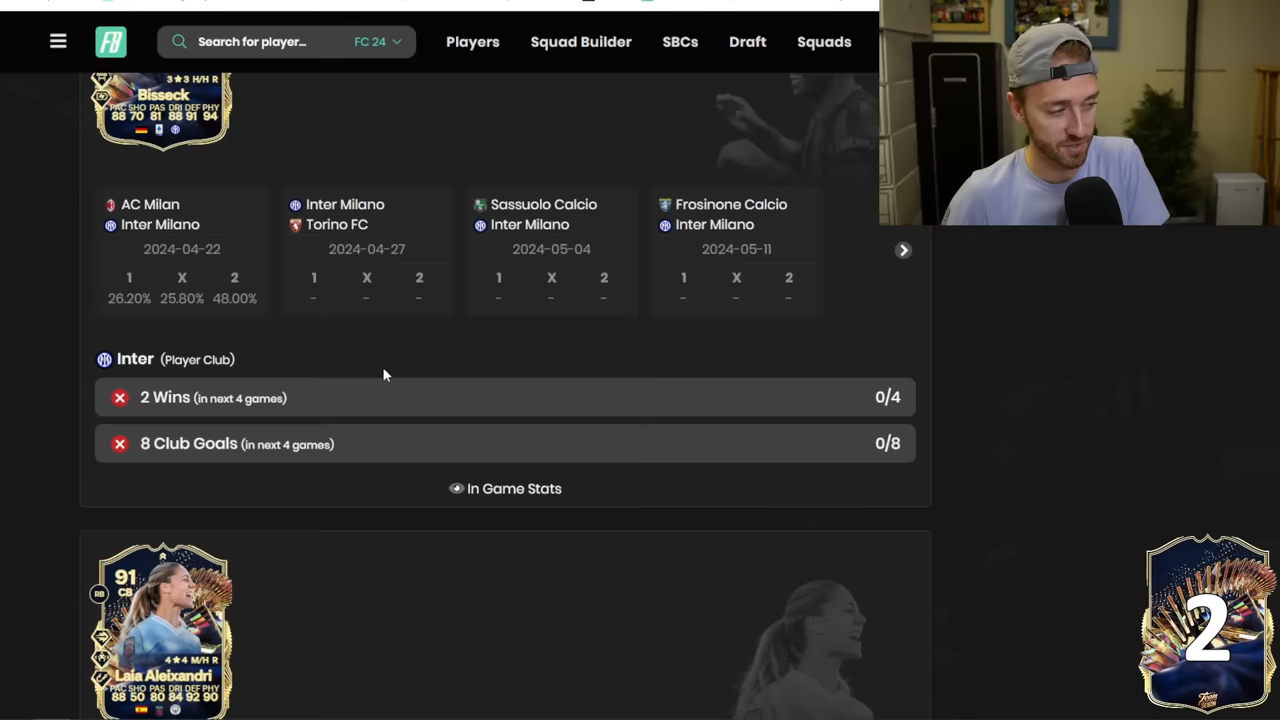 FB Search for player... FC 24 Players Squad Builder SBCs Draft Squads
3★3 H/H R
Bisseck
PAC SHO PAS DRI DEF PHY
88 70 81 88 91 94
AC Milan
Inter Milano
2024-04-22
1 X 2
26.20% 25.80% 48.00%
Inter Milano
Torino FC
2024-04-27
1 X 2
- - -
Sassuolo Calcio
Inter Milano
2024-05-04
1 X 2
- - -
Frosinone Calcio
Inter Milano
2024-05-11
1 X 2
- - -
Inter (Player Club)
2 Wins (in next 4 games) 0/4
8 Club Goals (in next 4 games) 0/8
In Game Stats
91
CB
RB
4★4 M/H R
Laia Aleixandri
PAC SHO PAS DRI DEF PHY
88 50 80 84 92 90
2
Team